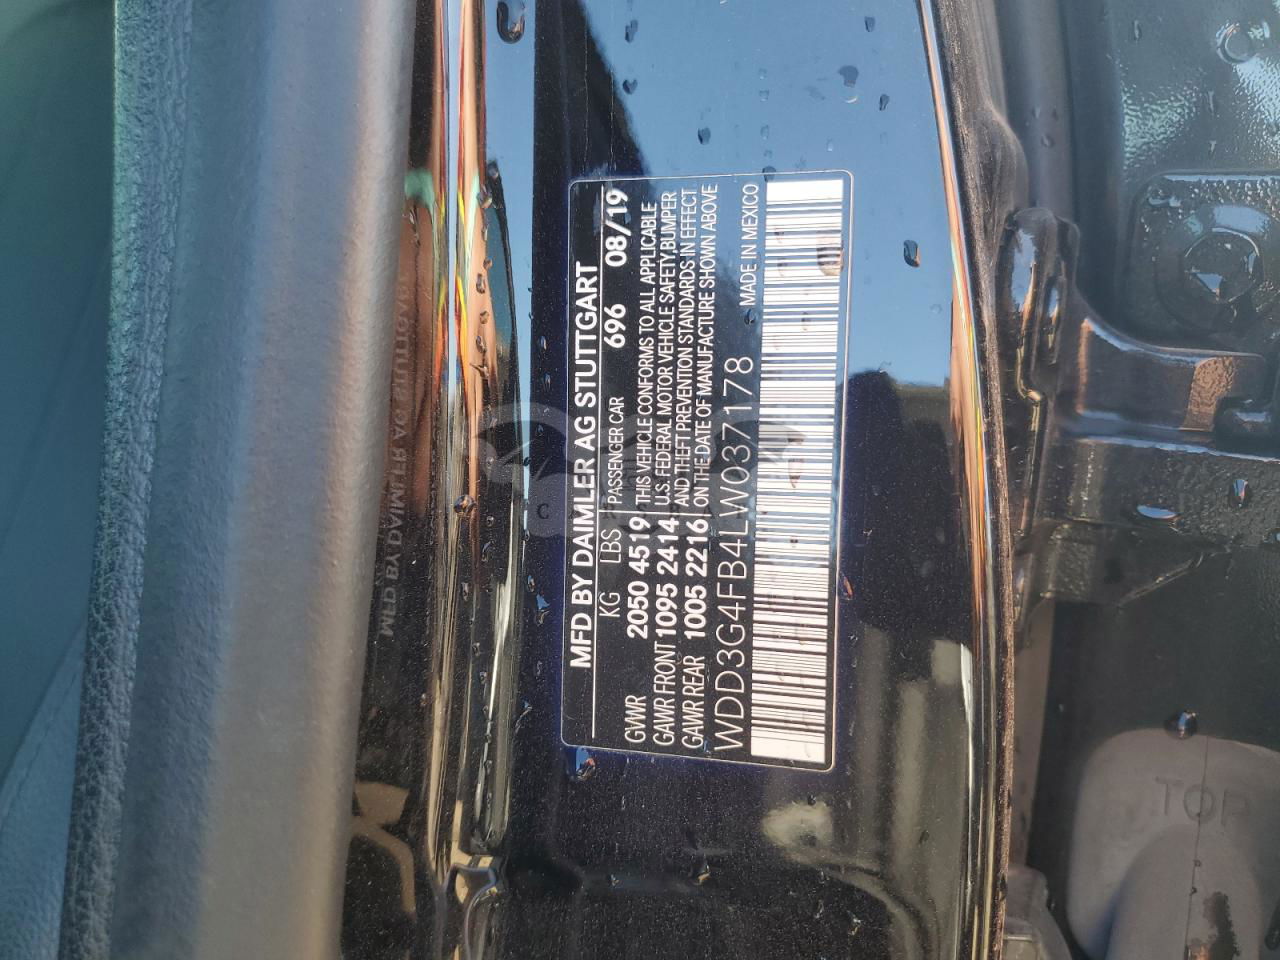 MFD BY DAIMLER AG STUTTGART
KG LBS PASSENGER CAR 696 08/19
GVWR 2050 4519 THIS VEHICLE CONFORMS TO ALL APPLICABLE
GAWR FRONT 1095 2414 U.S. FEDERAL MOTOR VEHICLE SAFETY,BUMPER
GAWR REAR 1005 2216 AND THEFT PREVENTION STANDARDS IN EFFECT
ON THE DATE OF MANUFACTURE SHOWN ABOVE
WDD3G4FB4LW037178 MADE IN MEXICO
TOP